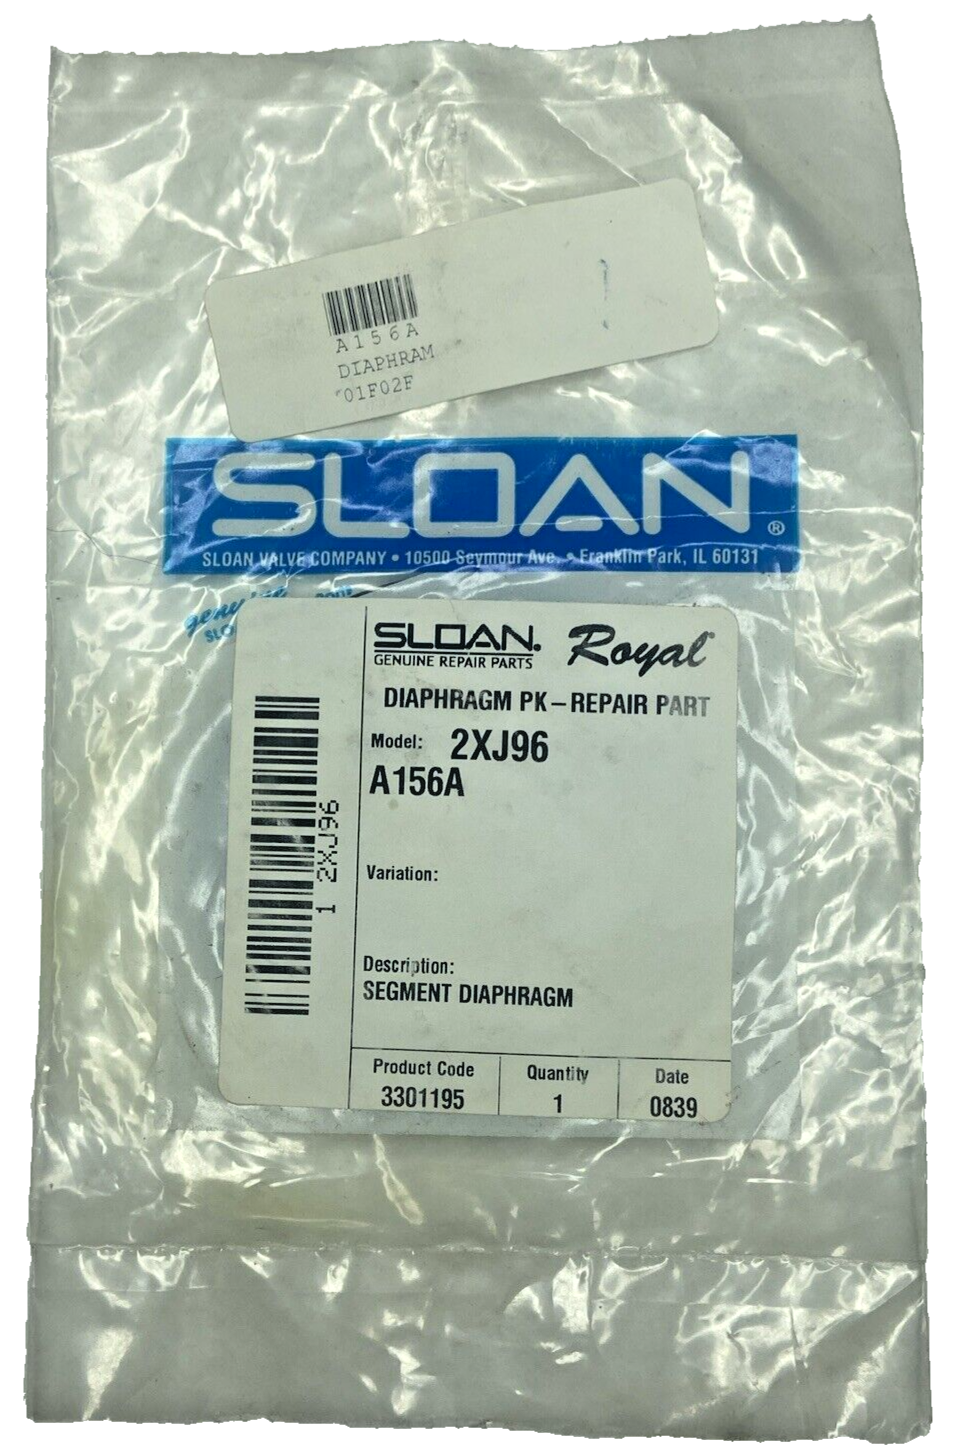 A156A
DIAPHRAM
01F02F
SLOAN®
SLOAN VALVE COMPANY • 10500 Seymour Ave. • Franklin Park, IL 60131
SLOAN.
GENUINE REPAIR PARTS
Royal
DIAPHRAGM PK – REPAIR PART
Model: 2XJ96
A156A
1 2XJ96
Variation:
Description:
SEGMENT DIAPHRAGM
Product Code Quantity Date
3301195 1 0839